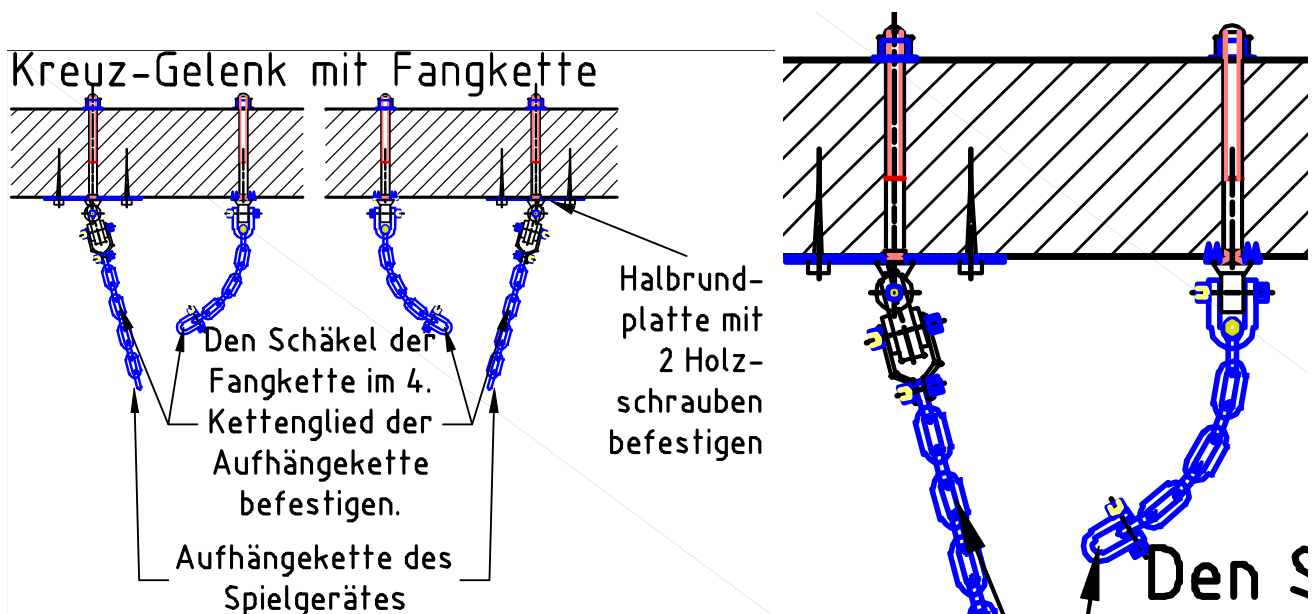 Kreuz-Gelenk mit Fangkette
Halbrund-
platte mit
2 Holz-
schrauben
befestigen
Den Schäkel der
Fangkette im 4.
Kettenglied der
Aufhängekette
befestigen.
Aufhängekette des
Spielgerätes
Den S